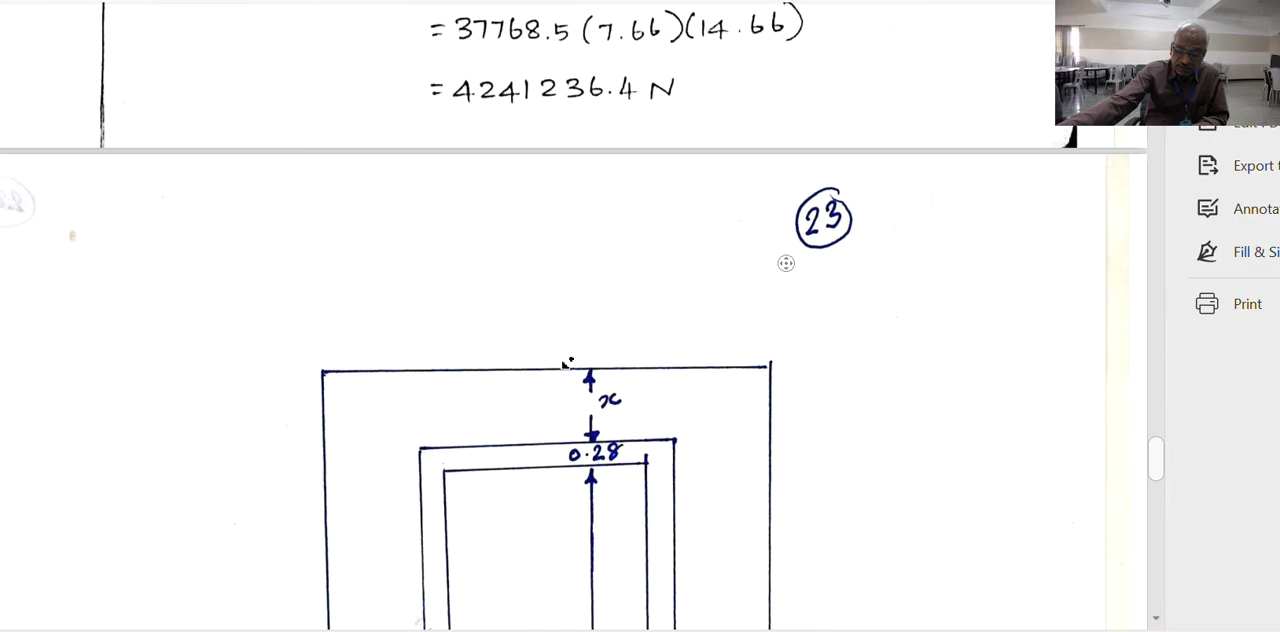 = 37768.5 (7.66)(14.66)
= 4241236.4 N
23
x
0.28
Export t
Annota
Fill & Si
Print